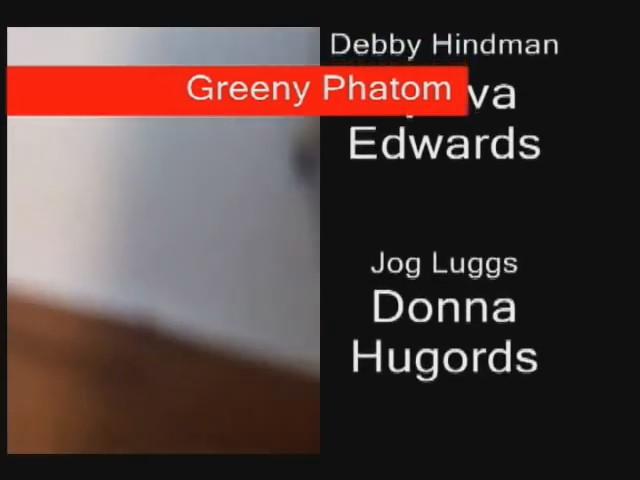 Debby Hindman
Greeny Phatom
Edwards
Jog Luggs
Donna
Hugords